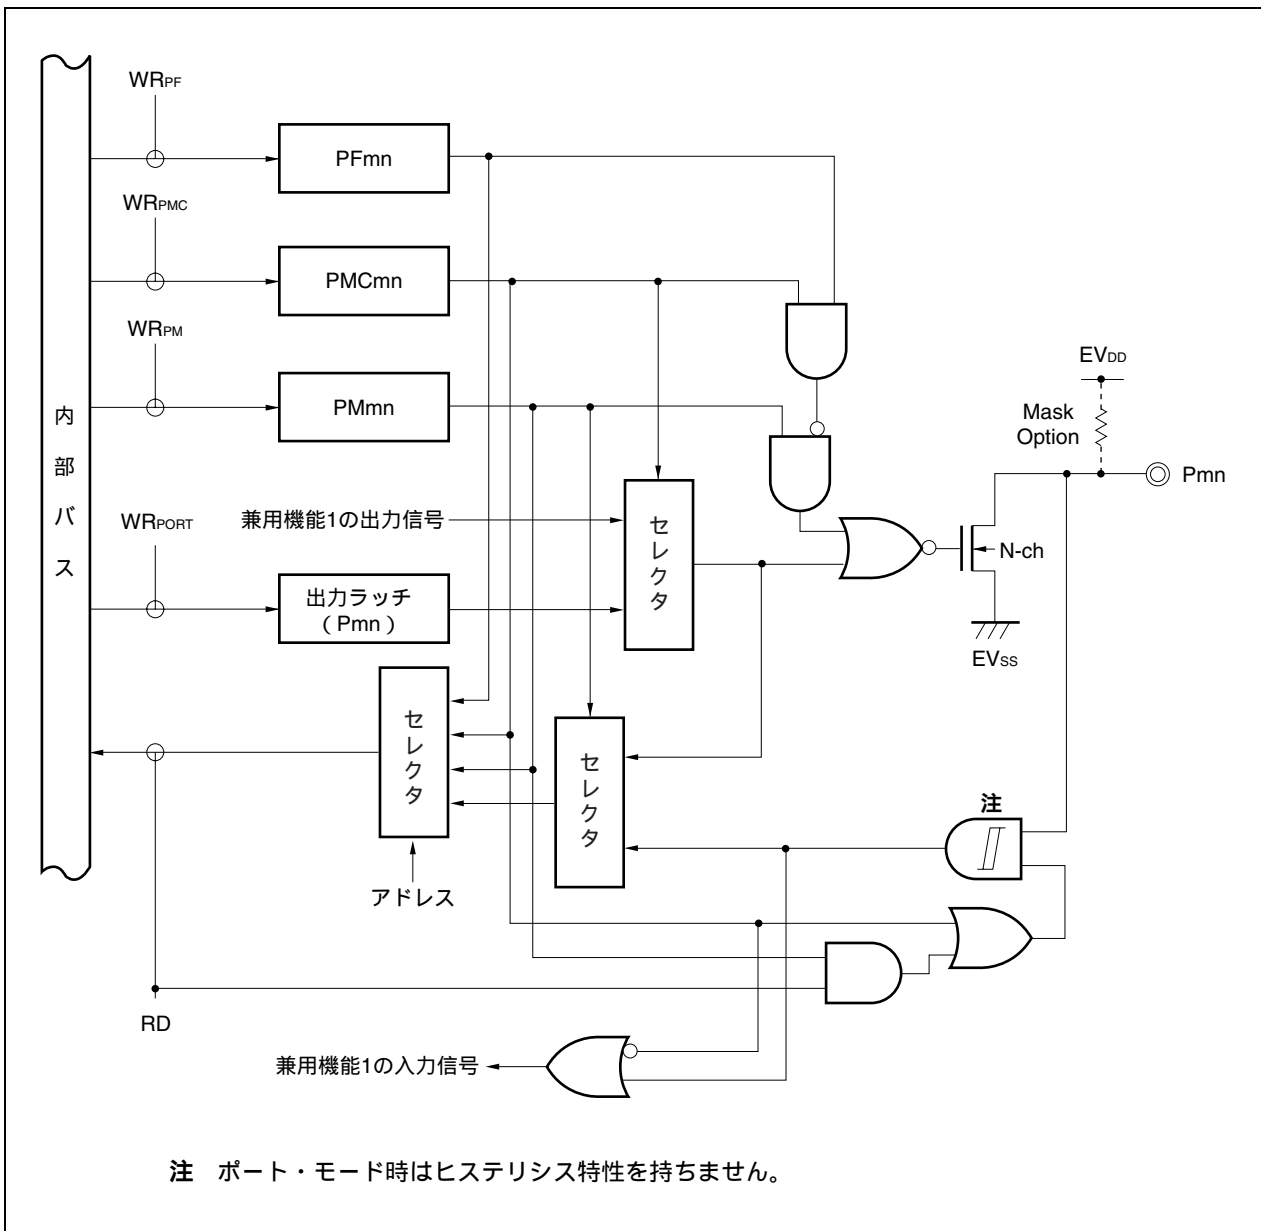 WRPF
PFmn
WRPMC
PMCmn
WRPM
PMmn
内部バス
EVDD
Mask
Option
Pmn
WRPORT
兼用機能1の出力信号
セレクタ
N-ch
出力ラッチ
(Pmn)
EVSS
セレクタ
セレクタ
注
アドレス
RD
兼用機能1の入力信号
注 ポート・モード時はヒステリシス特性を持ちません。